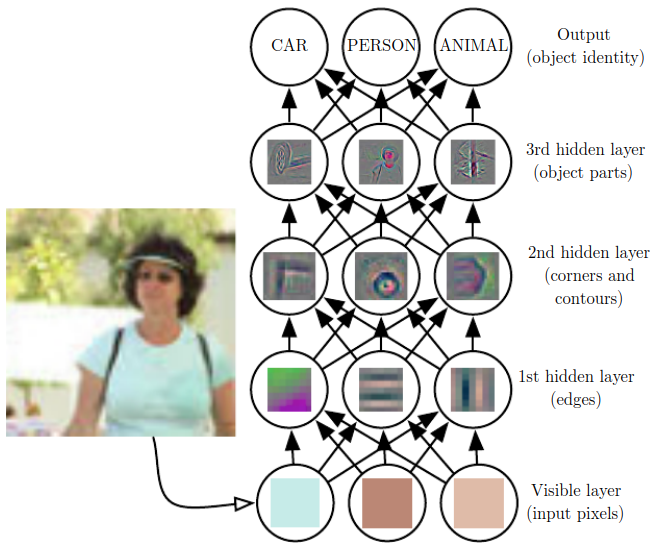 CAR
PERSON
ANIMAL
Output
(object identity)
3rd hidden layer
(object parts)
2nd hidden layer
(corners and
contours)
1st hidden layer
(edges)
Visible layer
(input pixels)